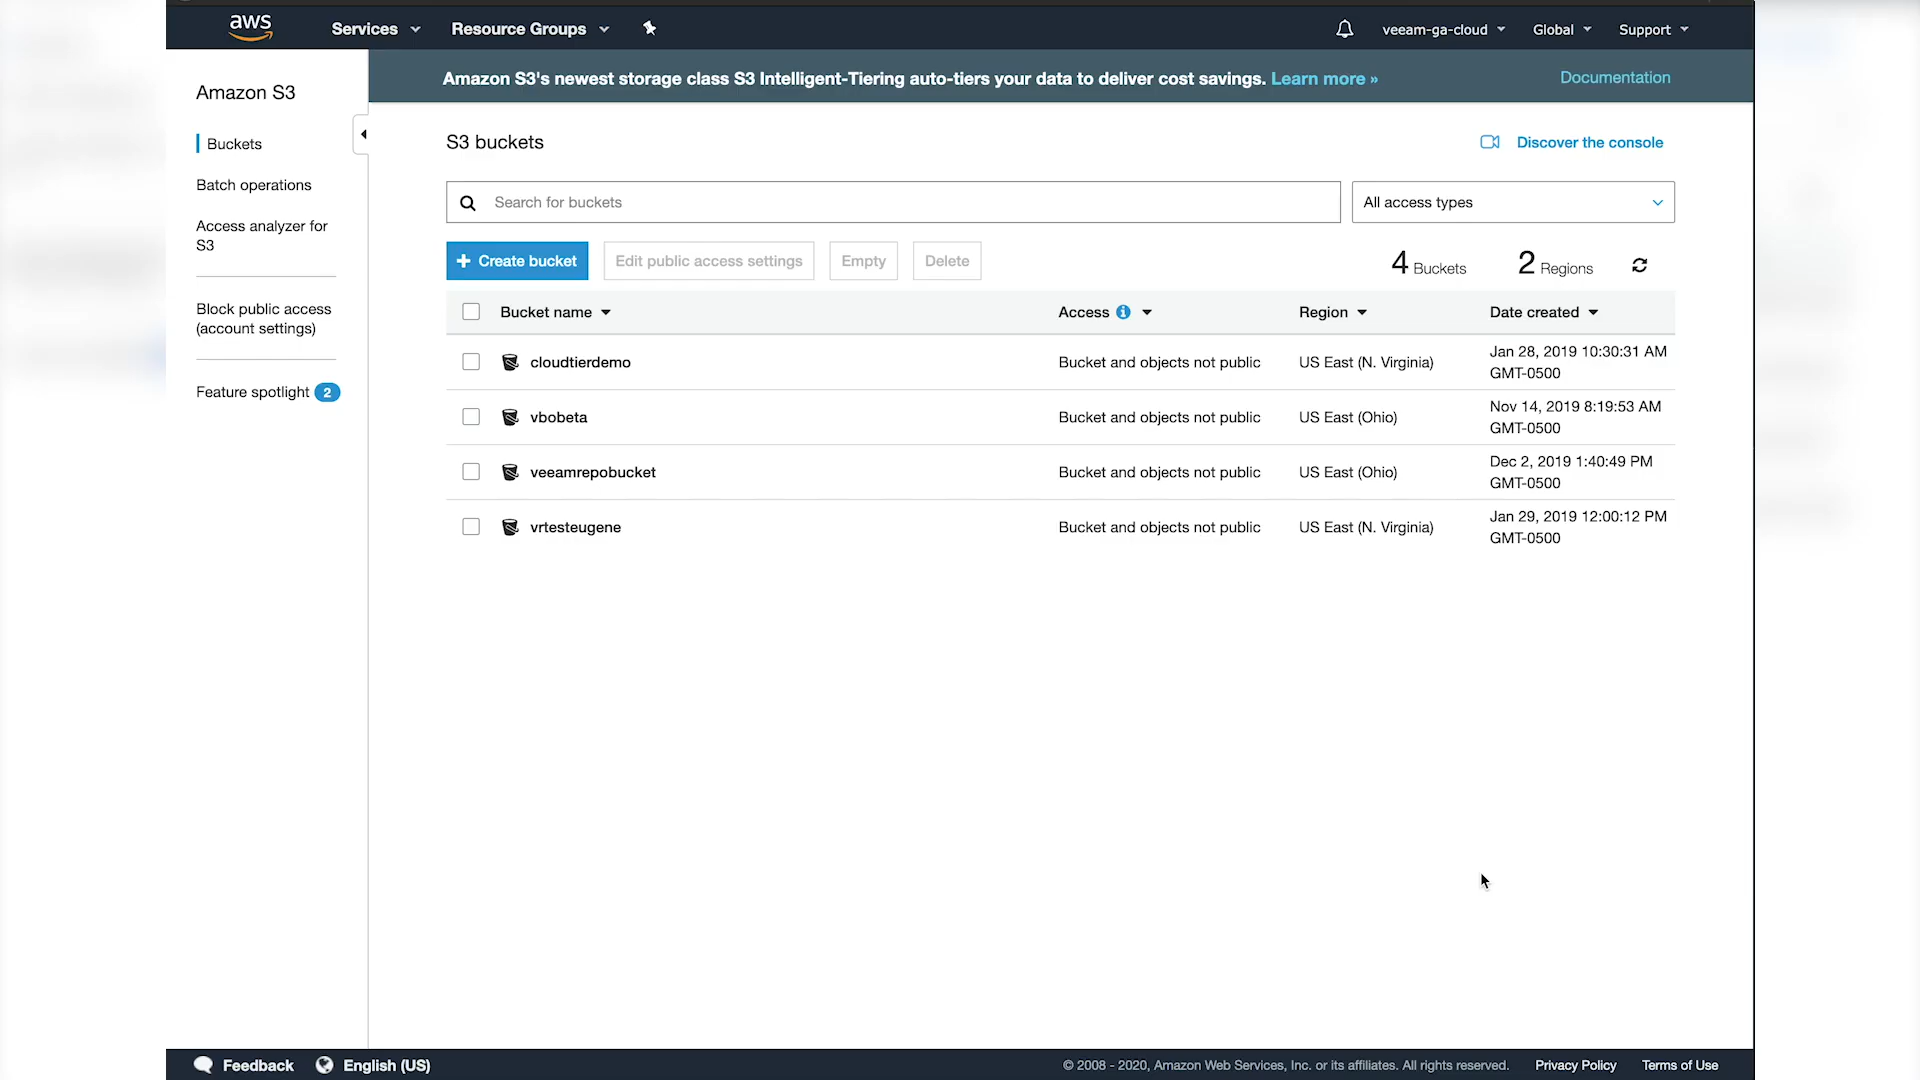 aws Services Resource Groups veeam-ga-cloud Global Support
Amazon S3
Buckets
Batch operations
Access analyzer for
S3
Block public access
(account settings)
Feature spotlight 2
Amazon S3's newest storage class S3 Intelligent-Tiering auto-tiers your data to deliver cost savings. Learn more » Documentation
S3 buckets Discover the console
Search for buckets All access types
+ Create bucket Edit public access settings Empty Delete 4 Buckets 2 Regions
Bucket name Access i Region Date created
cloudtierdemo Bucket and objects not public US East (N. Virginia) Jan 28, 2019 10:30:31 AM
GMT-0500
vbobeta Bucket and objects not public US East (Ohio) Nov 14, 2019 8:19:53 AM
GMT-0500
veeamrepobucket Bucket and objects not public US East (Ohio) Dec 2, 2019 1:40:49 PM
GMT-0500
vrtesteugene Bucket and objects not public US East (N. Virginia) Jan 29, 2019 12:00:12 PM
GMT-0500
Feedback English (US) © 2008 - 2020, Amazon Web Services, Inc. or its affiliates. All rights reserved. Privacy Policy Terms of Use